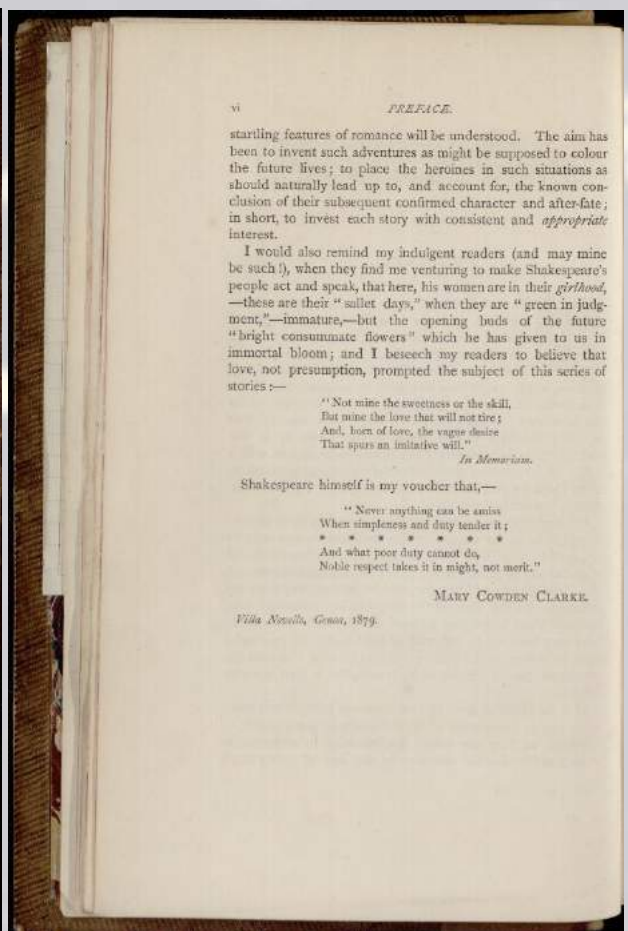 vi PREFACE.
startling features of romance will be understood. The aim has
been to invent such adventures as might be supposed to colour
the future lives; to place the heroines in such situations as
should naturally lead up to, and account for, the known con-
clusion of their subsequent confirmed character and after-fate;
in short, to invest each story with consistent and appropriate
interest.
I would also remind my indulgent readers (and may mine
be such!), when they find me venturing to make Shakespeare's
people act and speak, that here, his women are in their girlhood,
—these are their "sallet days," when they are "green in judg-
ment,"—immature,—but the opening buds of the future
"bright consummate flowers" which he has given to us in
immortal bloom; and I beseech my readers to believe that
love, not presumption, prompted the subject of this series of
stories:—
"Not mine the sweetness or the skill,
But mine the love that will not tire;
And, born of love, the vague desire
That spurs an imitative will."
In Memoriam.
Shakespeare himself is my voucher that,—
"Never anything can be amiss
When simpleness and duty tender it;
* * * * * * *
And what poor duty cannot do,
Noble respect takes it in might, not merit."
MARY COWDEN CLARKE.
Villa Novello, Genoa, 1879.